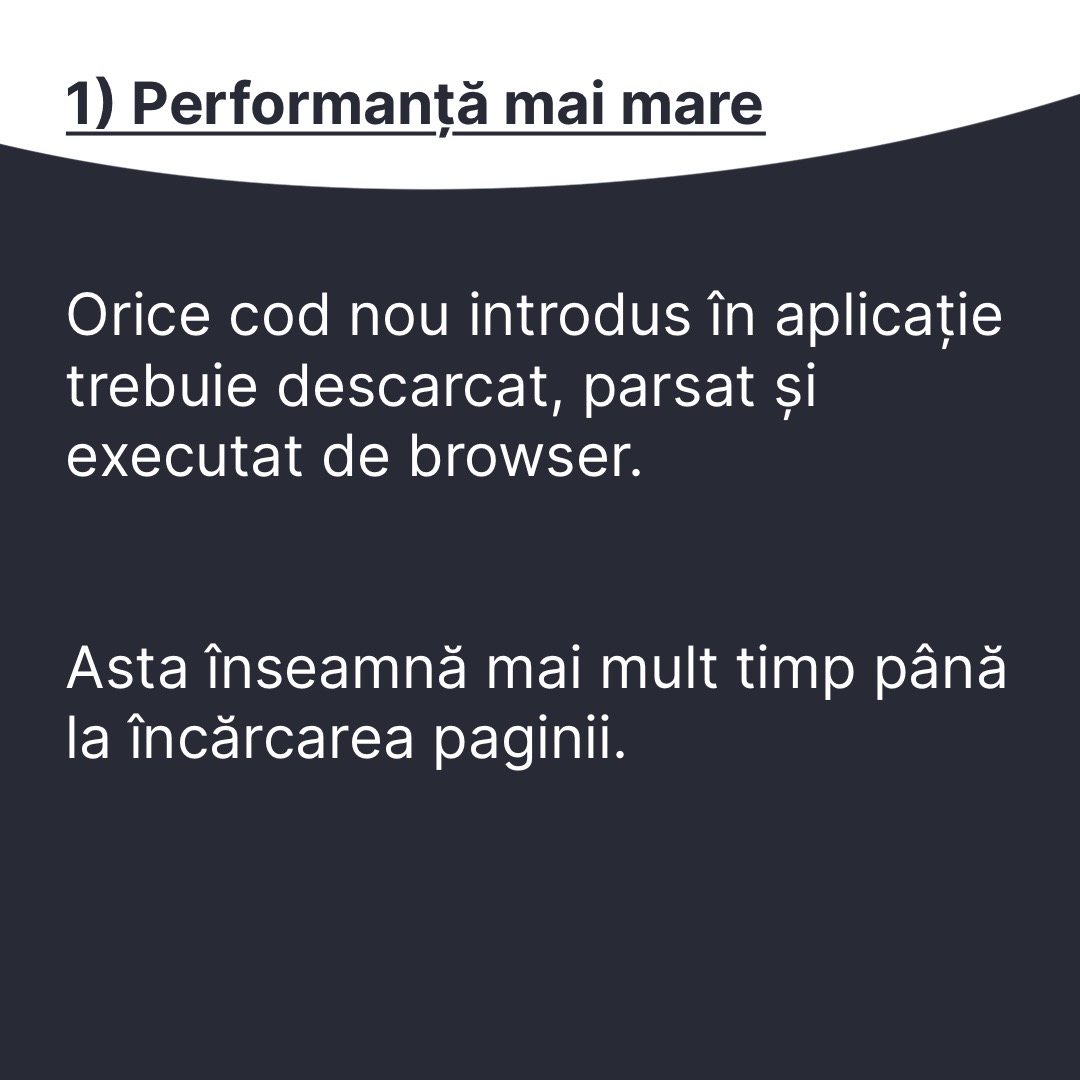 1) Performanță mai mare
Orice cod nou introdus în aplicație
trebuie descarcat, parsat și
executat de browser.
Asta înseamnă mai mult timp până
la încărcarea paginii.